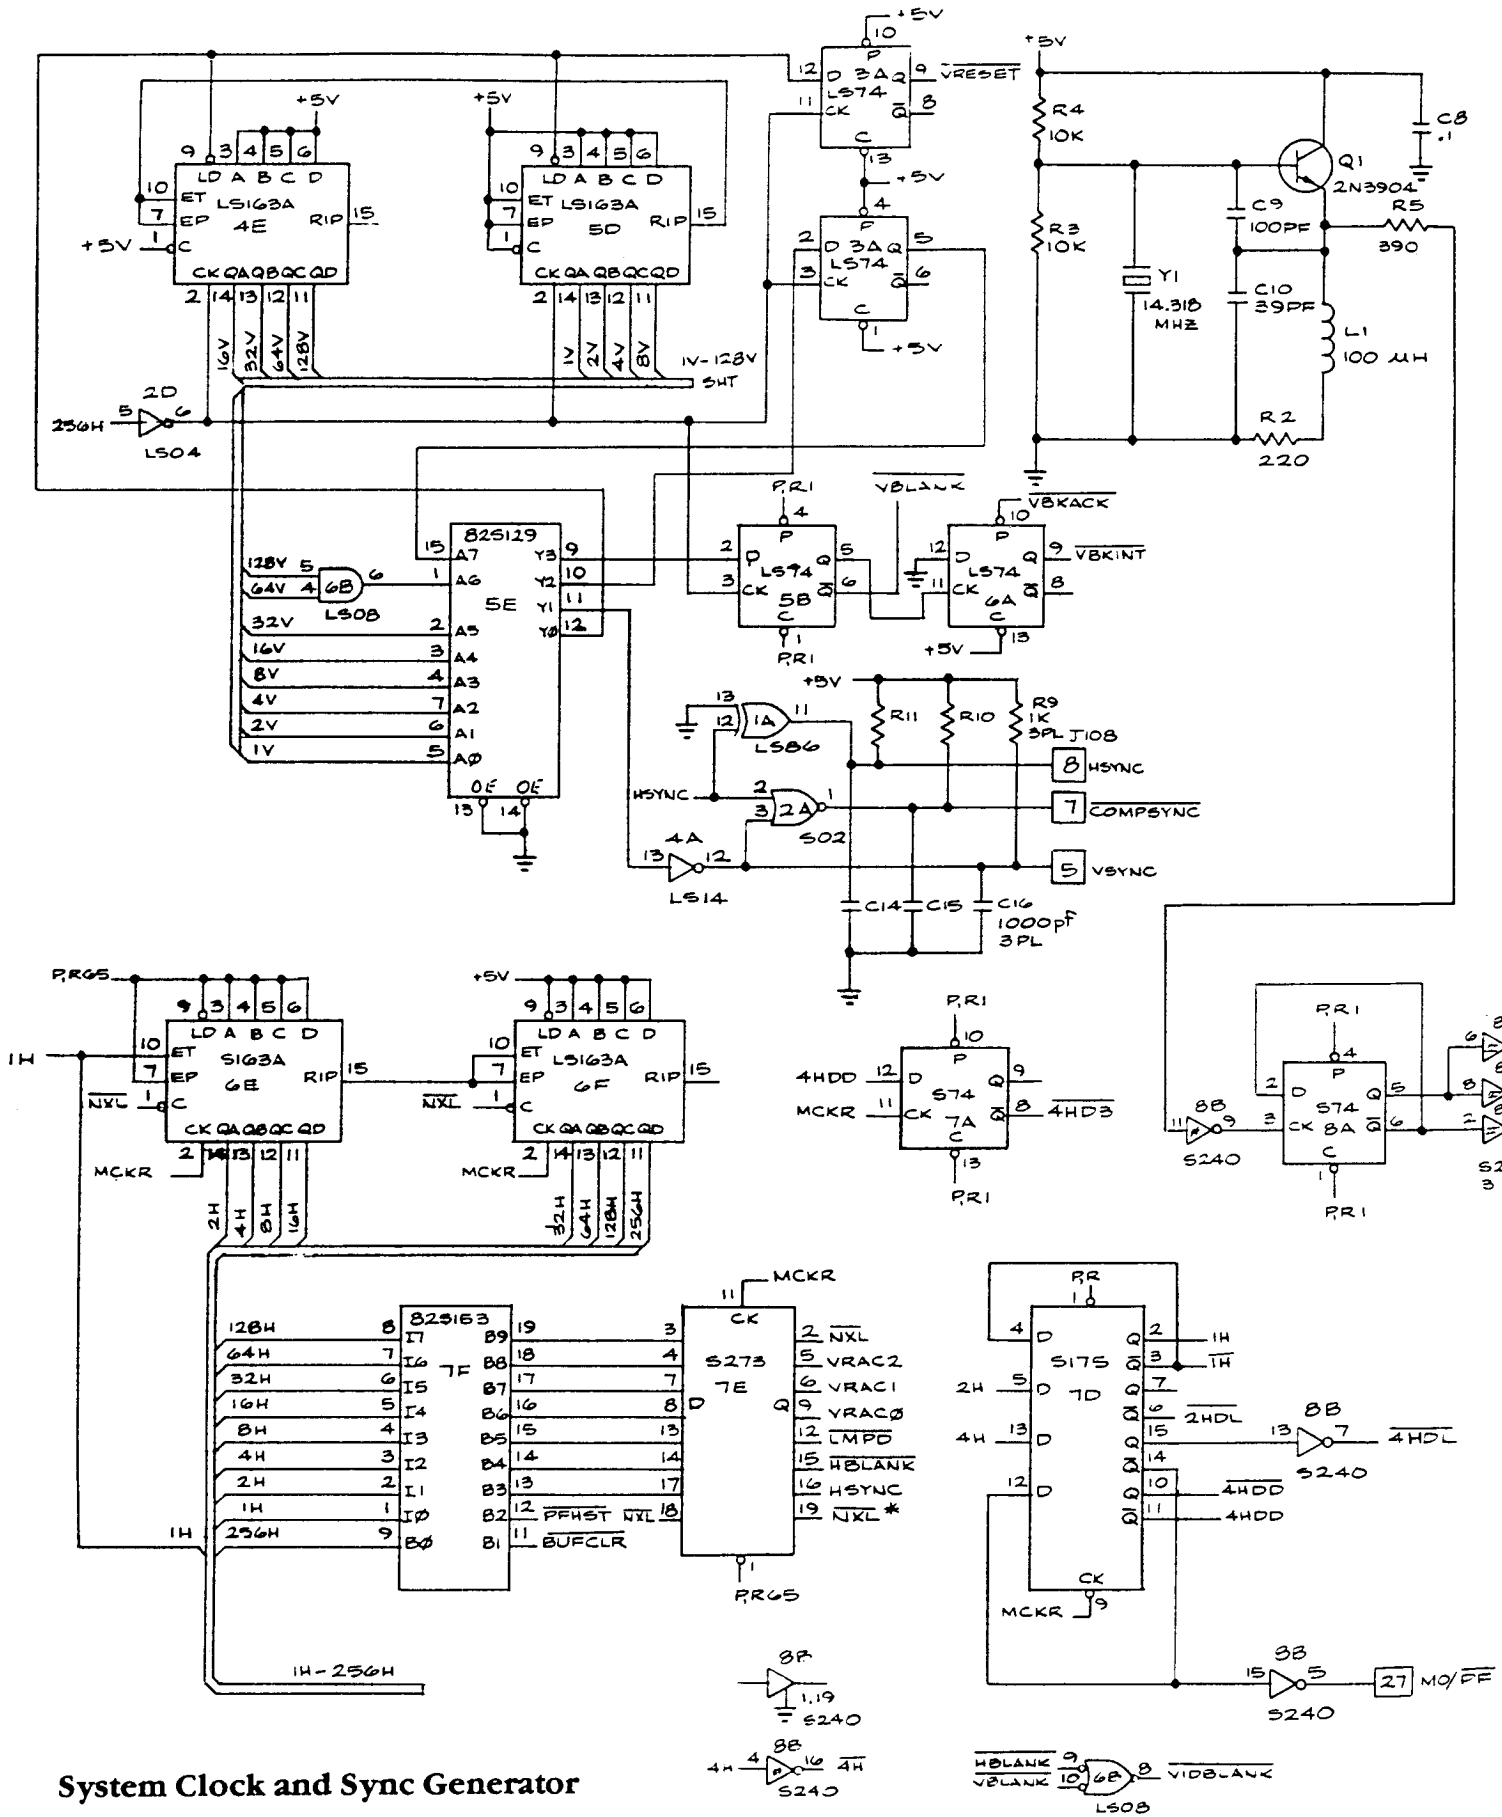 +5V
10
P
12 D 3A Q 9 VRESET
LS74
11 CK Q 8
C
13
+5V
4
P
2 D 3A Q 5
LS74
3 CK Q 6
C
1
+5V
+5V
9 3 4 5 6
LD A B C D
10 ET LS163A
7 EP 4E RIP 15
+5V 1 C
CK QA QB QC QD
2 14 13 12 11
16V 32V 64V 128V
+5V
9 3 4 5 6
LD A B C D
10 ET LS163A
7 EP 5D RIP 15
1 C
CK QA QB QC QD
2 14 13 12 11
1V 2V 4V 8V
1V-128V
SHT
2D
256H 5 6
LS04
+5V
R4
10K
R3
10K
Y1
14.318
MHZ
C9
100PF
C10
39PF
Q1
2N3904
C8
.1
R5
390
L1
100 µH
R2
220
82S129
5E
15 A7 Y3 9
1 A6 Y2 10
2 A5 Y1 11
3 A4 YØ 12
4 A3
7 A2
6 A1
5 AØ
OE OE
13 14
128V 5
64V 4 6B 6
LS08
32V
16V
8V
4V
2V
1V
P,R1
4
P
2 D Q 5
LS74
3 CK Q 6
5B
C
1
P,R1
VBLANK
VBKACK
10
P
12 D Q 9 VBKINT
LS74
11 CK Q 8
6A
C
+5V 13
+5V
R11
R10
R9
1K
3PL
J108
13
12 1A 11
LS86
8 HSYNC
HSYNC 2
3 2A 1
S02
7 COMPSYNC
4A
13 12
LS14
5 VSYNC
C14
C15
C16
1000pf
3PL
P,R65
9 3 4 5 6
LD A B C D
1H
10 ET S163A
7 EP 6E RIP 15
NXL 1 C
CK QA QB QC QD
2 14 13 12 11
MCKR
2H 4H 8H 16H
+5V
9 3 4 5 6
LD A B C D
10 ET LS163A
7 EP 6F RIP 15
NXL 1 C
CK QA QB QC QD
2 14 13 12 11
MCKR
32H 64H 128H 256H
P,R1
10
P
4HDD 12 D Q 9
S74
MCKR 11 CK 7A Q 8 4HD3
C
13
P,R1
8B
11 9
S240
P,R1
4
P
2 D Q 5
S74
3 CK 8A Q 6
C
1
P,R1
6
8
2
3
82S153
7F
128H 8 I7 B9 19
64H 7 I6 B8 18
32H 6 I5 B7 17
16H 5 I4 B6 16
8H 4 I3 B5 15
4H 3 I2 B4 14
2H 2 I1 B3 13
1H 1 IØ B2 12 PFHST
1H 256H 9 BØ B1 11 BUFCLR
1H-256H
11 MCKR
CK
S273
7E
D Q
3 2 NXL
4 5 VRAC2
7 6 VRAC1
8 9 VRACØ
13 12 LMPD
14 15 HBLANK
17 16 HSYNC
NXL 18 19 NXL*
1
P,R65
P,R
1
4 D Q 2 1H
S175 Q 3 1H
2H 5 D 7D Q 7
Q 6 2HDL
4H 13 D Q 15
Q 14
12 D Q 10 4HDD
Q 11 4HDD
CK
MCKR 9
8B
13 7 4HDL
S240
8B
15 5 27 MO/PF
S240
8B
1,19
S240
8B
4H 4 16 4H
S240
HBLANK 9
VBLANK 10 6B 8 VIDBLANK
LS08
System Clock and Sync Generator